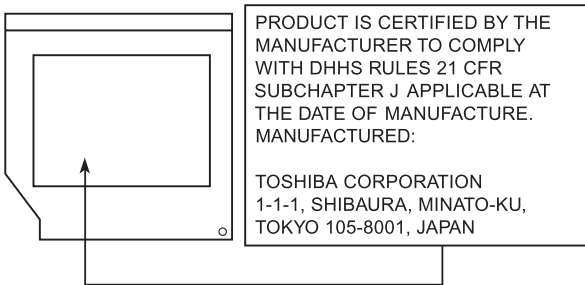 PRODUCT IS CERTIFIED BY THE
MANUFACTURER TO COMPLY
WITH DHHS RULES 21 CFR
SUBCHAPTER J APPLICABLE AT
THE DATE OF MANUFACTURE.
MANUFACTURED:
TOSHIBA CORPORATION
1-1-1, SHIBAURA, MINATO-KU,
TOKYO 105-8001, JAPAN